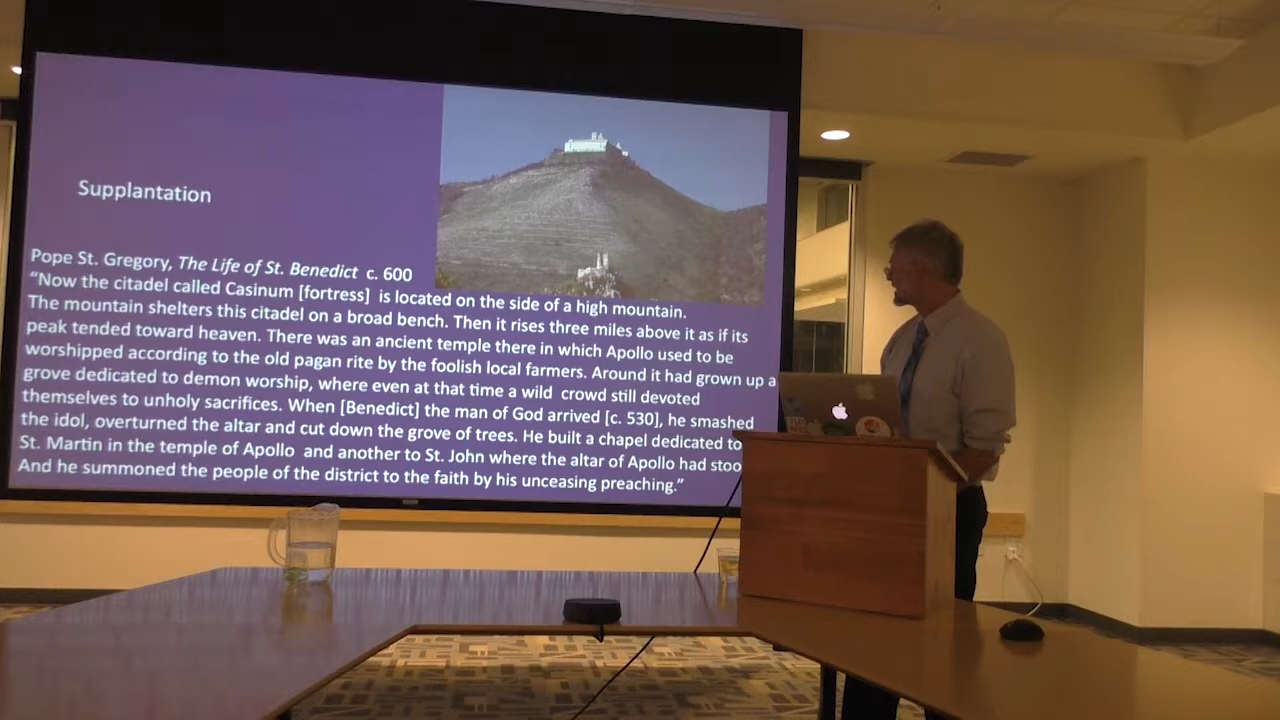 Supplantation
Pope St. Gregory, The Life of St. Benedict c. 600
“Now the citadel called Casinum [fortress] is located on the side of a high mountain.
The mountain shelters this citadel on a broad bench. Then it rises three miles above it as if its
peak tended toward heaven. There was an ancient temple there in which Apollo used to be
worshipped according to the old pagan rite by the foolish local farmers. Around it had grown up a
grove dedicated to demon worship, where even at that time a wild crowd still devoted
themselves to unholy sacrifices. When [Benedict] the man of God arrived [c. 530], he smashed
the idol, overturned the altar and cut down the grove of trees. He built a chapel dedicated to
St. Martin in the temple of Apollo and another to St. John where the altar of Apollo had stoo
And he summoned the people of the district to the faith by his unceasing preaching.”